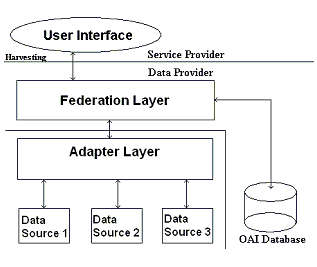 User Interface
Harvesting
Service Provider
Data Provider
Federation Layer
Adapter Layer
Data
Source 1
Data
Source 2
Data
Source 3
OAI Database